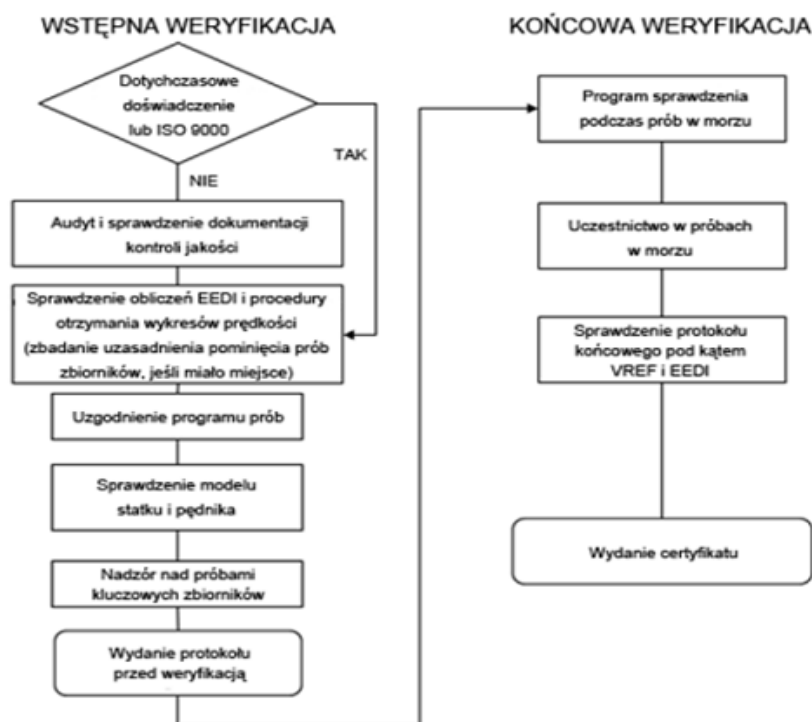 WSTĘPNA WERYFIKACJA
Dotychczasowe
doświadczenie
lub ISO 9000
TAK
NIE
Audyt i sprawdzenie dokumentacji
kontroli jakości
Sprawdzenie obliczeń EEDI i procedury
otrzymania wykresów prędkości
(zbadanie uzasadnienia pominięcia prób
zbiorników, jeśli miało miejsce)
Uzgodnienie programu prób
Sprawdzenie modelu
statku i pędnika
Nadzór nad próbami
kluczowych zbiorników
Wydanie protokołu
przed weryfikacją
KOŃCOWA WERYFIKACJA
Program sprawdzenia
podczas prób w morzu
Uczestnictwo w próbach
w morzu
Sprawdzenie protokołu
końcowego pod kątem
VREF i EEDI
Wydanie certyfikatu